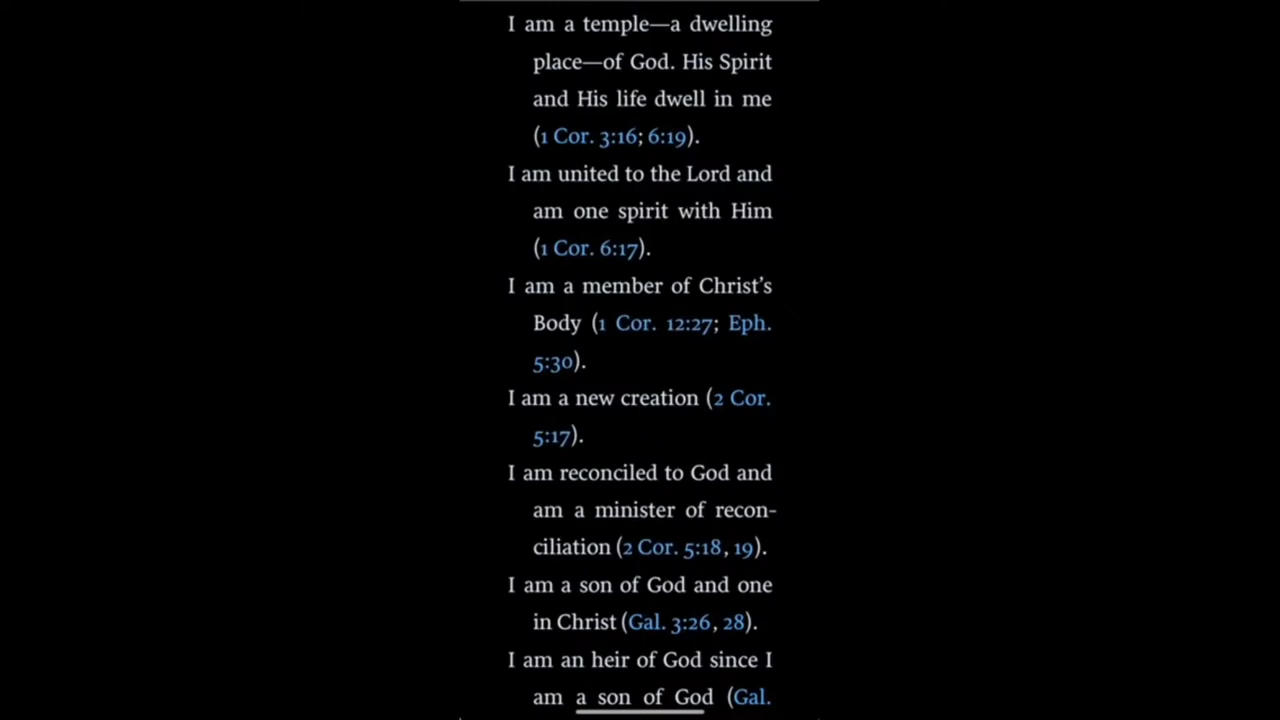 I am a temple—a dwelling
place—of God. His Spirit
and His life dwell in me
(1 Cor. 3:16; 6:19).
I am united to the Lord and
am one spirit with Him
(1 Cor. 6:17).
I am a member of Christ’s
Body (1 Cor. 12:27; Eph.
5:30).
I am a new creation (2 Cor.
5:17).
I am reconciled to God and
am a minister of recon-
ciliation (2 Cor. 5:18, 19).
I am a son of God and one
in Christ (Gal. 3:26, 28).
I am an heir of God since I
am a son of God (Gal.